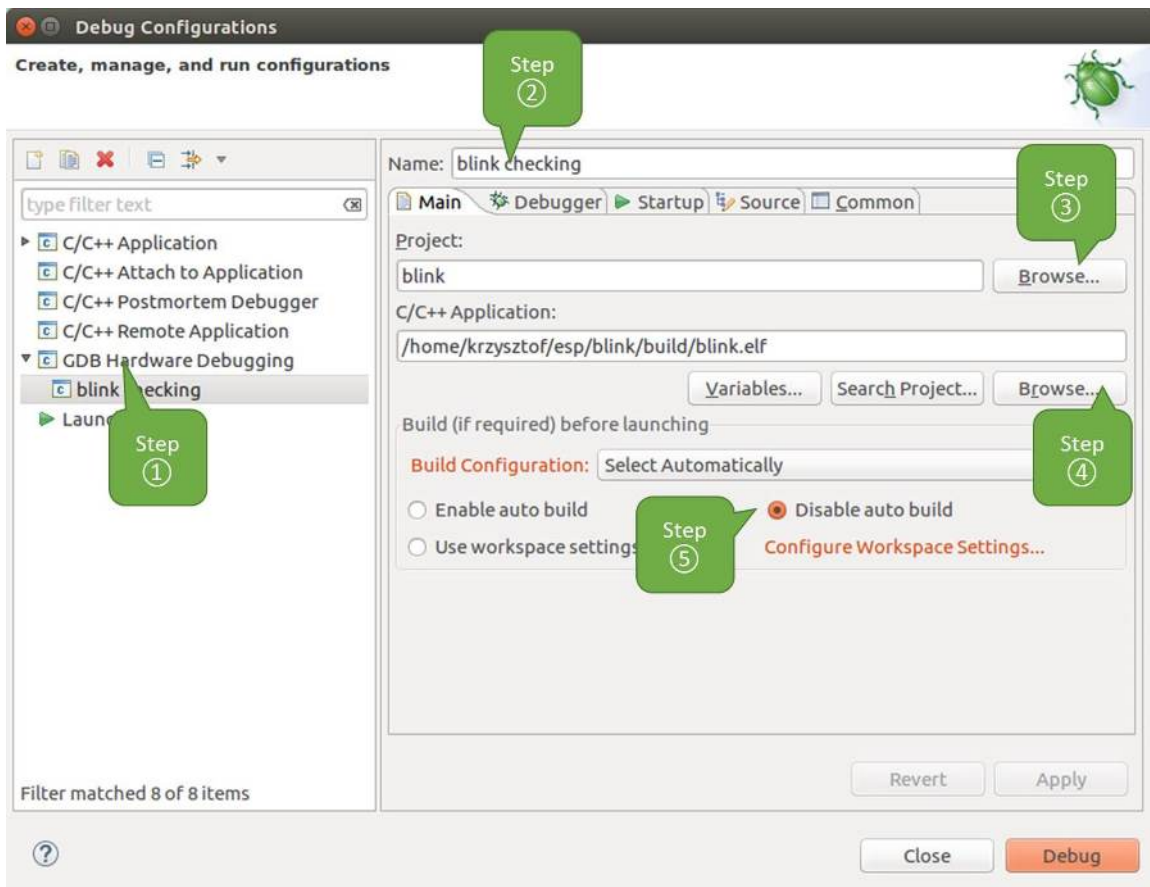 Debug Configurations
Create, manage, and run configurations
Step
②
Name: blink checking
Step
③
type filter text
Main Debugger Startup Source Common
C/C++ Application
C/C++ Attach to Application
C/C++ Postmortem Debugger
C/C++ Remote Application
GDB Hardware Debugging
blink checking
Step
①
Project:
blink
Browse...
C/C++ Application:
/home/krzysztof/esp/blink/build/blink.elf
Variables... Search Project... Browse...
Step
④
Build (if required) before launching
Build Configuration: Select Automatically
Enable auto build
Disable auto build
Step
⑤
Use workspace settings
Configure Workspace Settings...
Revert Apply
Filter matched 8 of 8 items
Close Debug